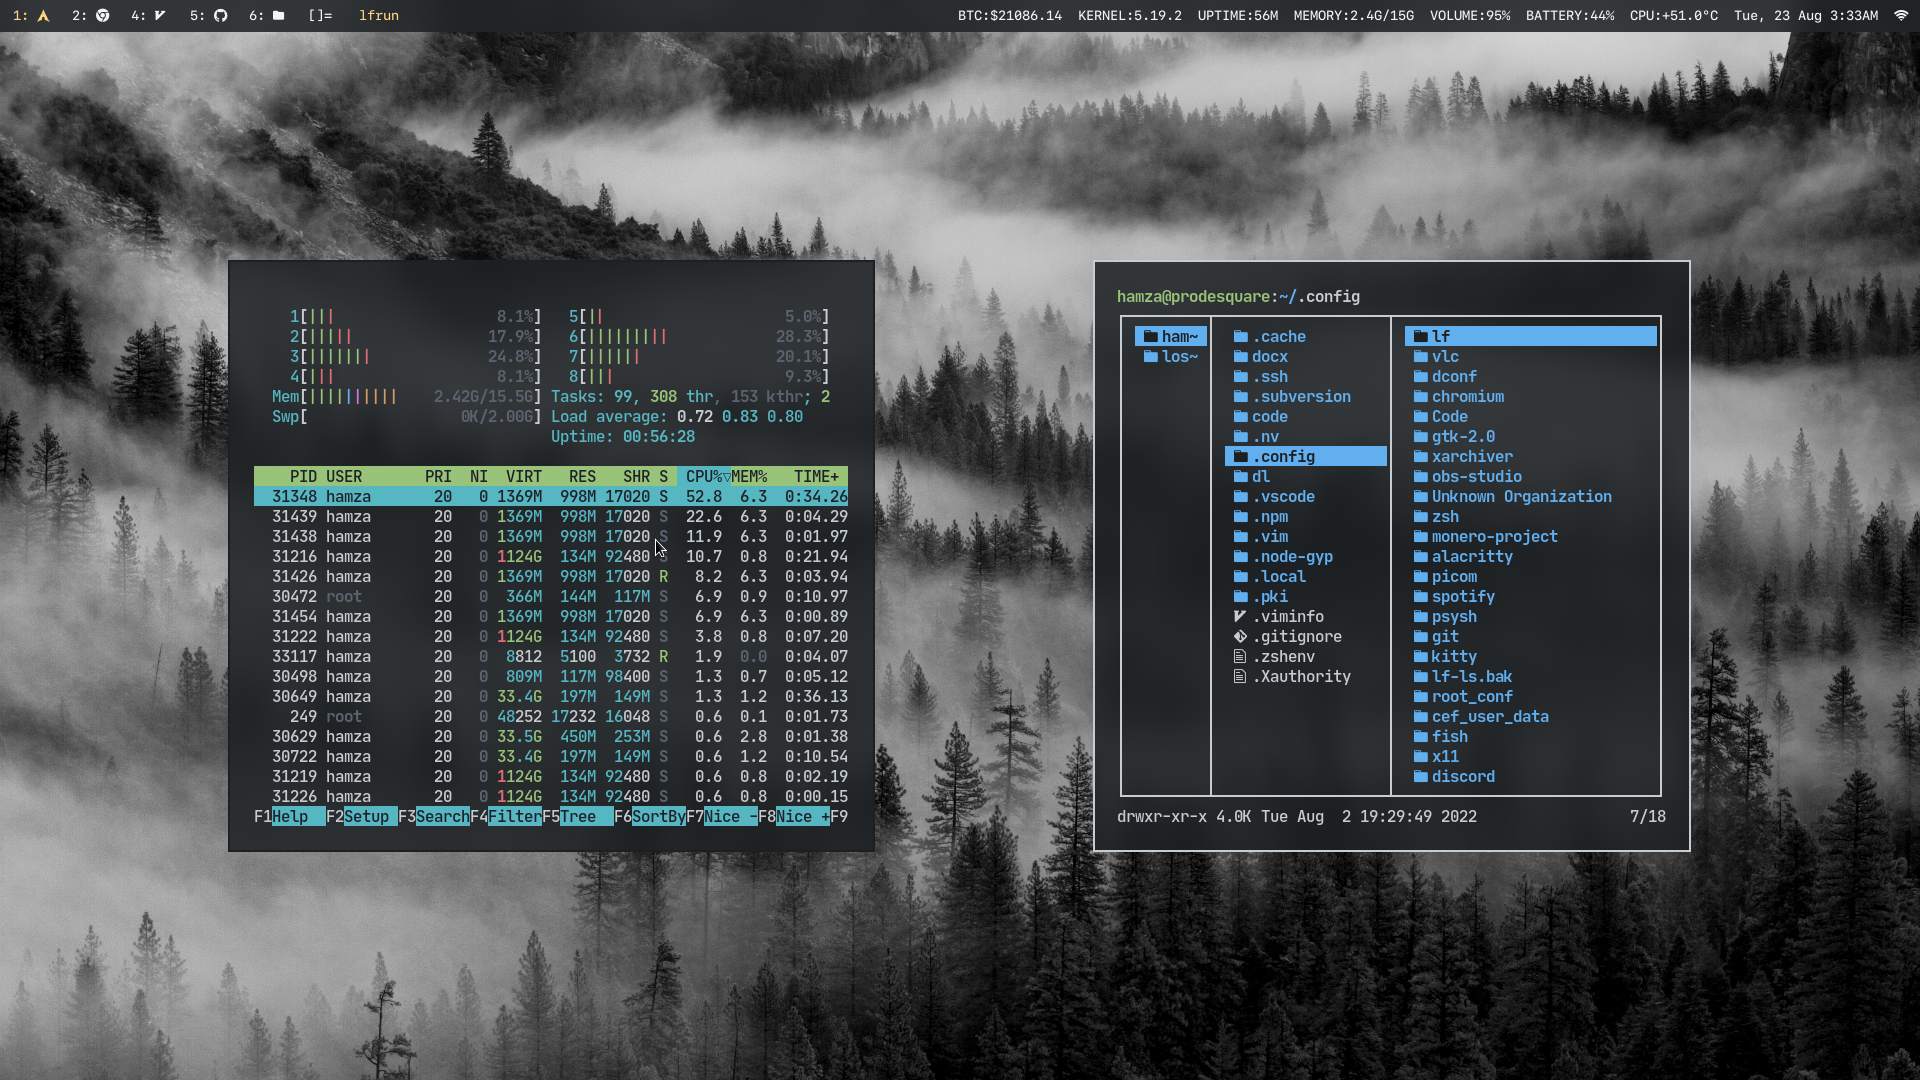 1: 2: 4: 5: 6: []= lfrun BTC:$21086.14 KERNEL:5.19.2 UPTIME:56M MEMORY:2.4G/15G VOLUME:95% BATTERY:44% CPU:+51.0°C Tue, 23 Aug 3:33AM
1[||| 8.1%] 5[|| 5.0%]
2[||||| 17.9%] 6[||||||||| 28.3%]
3[||||||| 24.8%] 7[|||||| 20.1%]
4[||| 8.1%] 8[||| 9.3%]
Mem[|||||||||| 2.42G/15.5G] Tasks: 99, 308 thr, 153 kthr; 2
Swp[ 0K/2.00G] Load average: 0.72 0.83 0.80
Uptime: 00:56:28
PID USER PRI NI VIRT RES SHR S CPU%▽MEM% TIME+
31348 hamza 20 0 1369M 998M 17020 S 52.8 6.3 0:34.26
31439 hamza 20 0 1369M 998M 17020 S 22.6 6.3 0:04.29
31438 hamza 20 0 1369M 998M 17020 S 11.9 6.3 0:01.97
31216 hamza 20 0 1124G 134M 92480 S 10.7 0.8 0:21.94
31426 hamza 20 0 1369M 998M 17020 R 8.2 6.3 0:03.94
30472 root 20 0 366M 144M 117M S 6.9 0.9 0:10.97
31454 hamza 20 0 1369M 998M 17020 S 6.9 6.3 0:00.89
31222 hamza 20 0 1124G 134M 92480 S 3.8 0.8 0:07.20
33117 hamza 20 0 8812 5100 3732 R 1.9 0.0 0:04.07
30498 hamza 20 0 809M 117M 98400 S 1.3 0.7 0:05.12
30649 hamza 20 0 33.4G 197M 149M S 1.3 1.2 0:36.13
249 root 20 0 48252 17232 16048 S 0.6 0.1 0:01.73
30629 hamza 20 0 33.5G 450M 253M S 0.6 2.8 0:01.38
30722 hamza 20 0 33.4G 197M 149M S 0.6 1.2 0:10.54
31219 hamza 20 0 1124G 134M 92480 S 0.6 0.8 0:02.19
31226 hamza 20 0 1124G 134M 92480 S 0.6 0.8 0:00.15
F1Help F2Setup F3SearchF4FilterF5Tree F6SortByF7Nice -F8Nice +F9
hamza@prodesquare:~/.config
ham~
los~
.cache
docx
.ssh
.subversion
code
.nv
.config
dl
.vscode
.npm
.vim
.node-gyp
.local
.pki
.viminfo
.gitignore
.zshenv
.Xauthority
lf
vlc
dconf
chromium
Code
gtk-2.0
xarchiver
obs-studio
Unknown Organization
zsh
monero-project
alacritty
picom
spotify
psysh
git
kitty
lf-ls.bak
root_conf
cef_user_data
fish
x11
discord
drwxr-xr-x 4.0K Tue Aug 2 19:29:49 2022 7/18